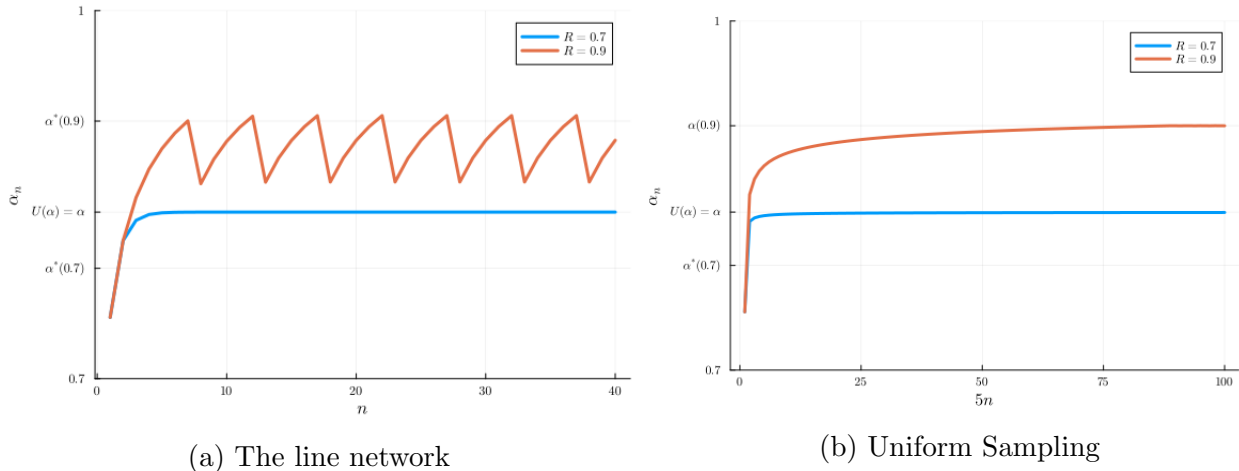 1
R = 0.7
R = 0.9
α*(0.9)
α_n
U(α) = α
α*(0.7)
0.7
0
10
20
30
40
n
(a) The line network
1
R = 0.7
R = 0.9
α(0.9)
α_n
U(α) = α
α*(0.7)
0.7
0
25
50
75
100
5n
(b) Uniform Sampling